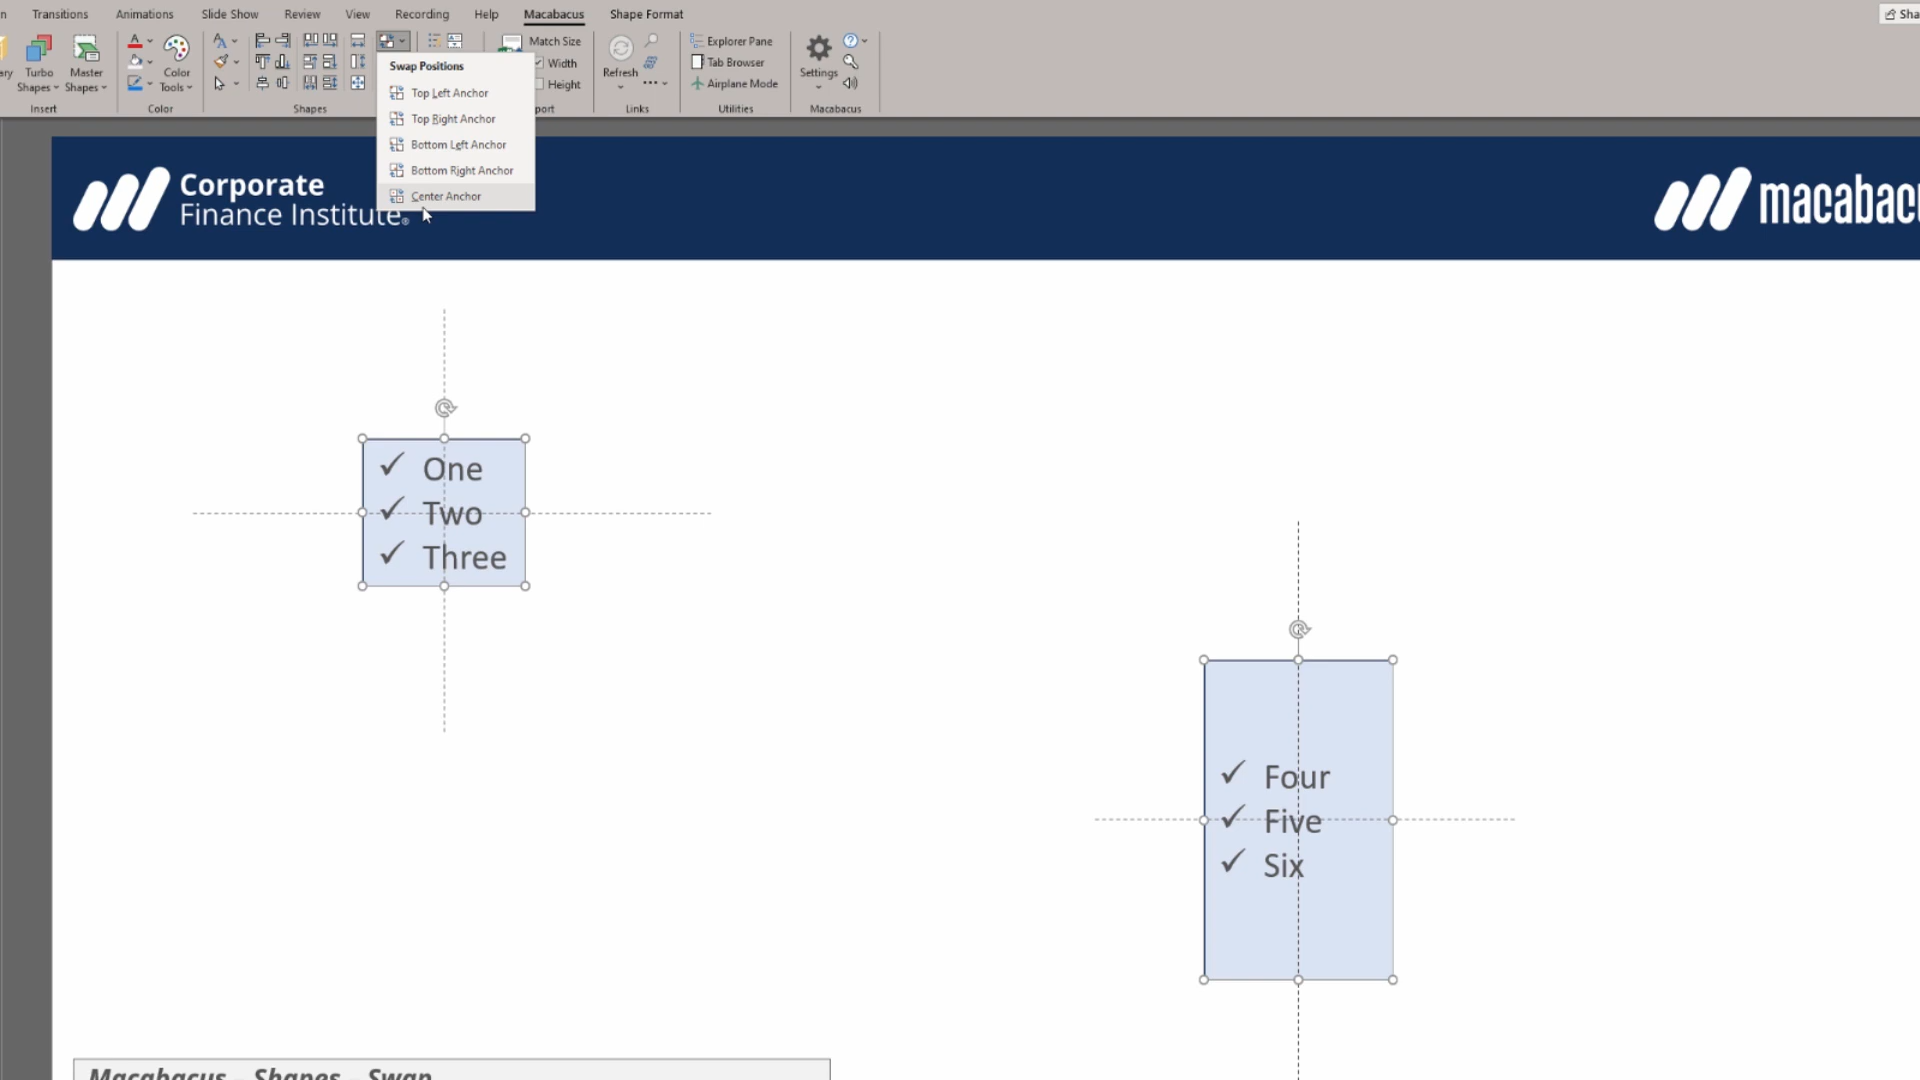 Transitions
Animations
Slide Show
Review
View
Recording
Help
Macabacus
Shape Format
Turbo
Shapes
Master
Shapes
Insert
Color
Tools
Color
Shapes
Swap Positions
Top Left Anchor
Top Right Anchor
Bottom Left Anchor
Bottom Right Anchor
Center Anchor
Match Size
Width
Height
Refresh
Links
Explorer Pane
Tab Browser
Airplane Mode
Utilities
Settings
Macabacus
Corporate
Finance Institute®
One
Two
Three
Four
Five
Six
Macabacus – Shapes – Swap